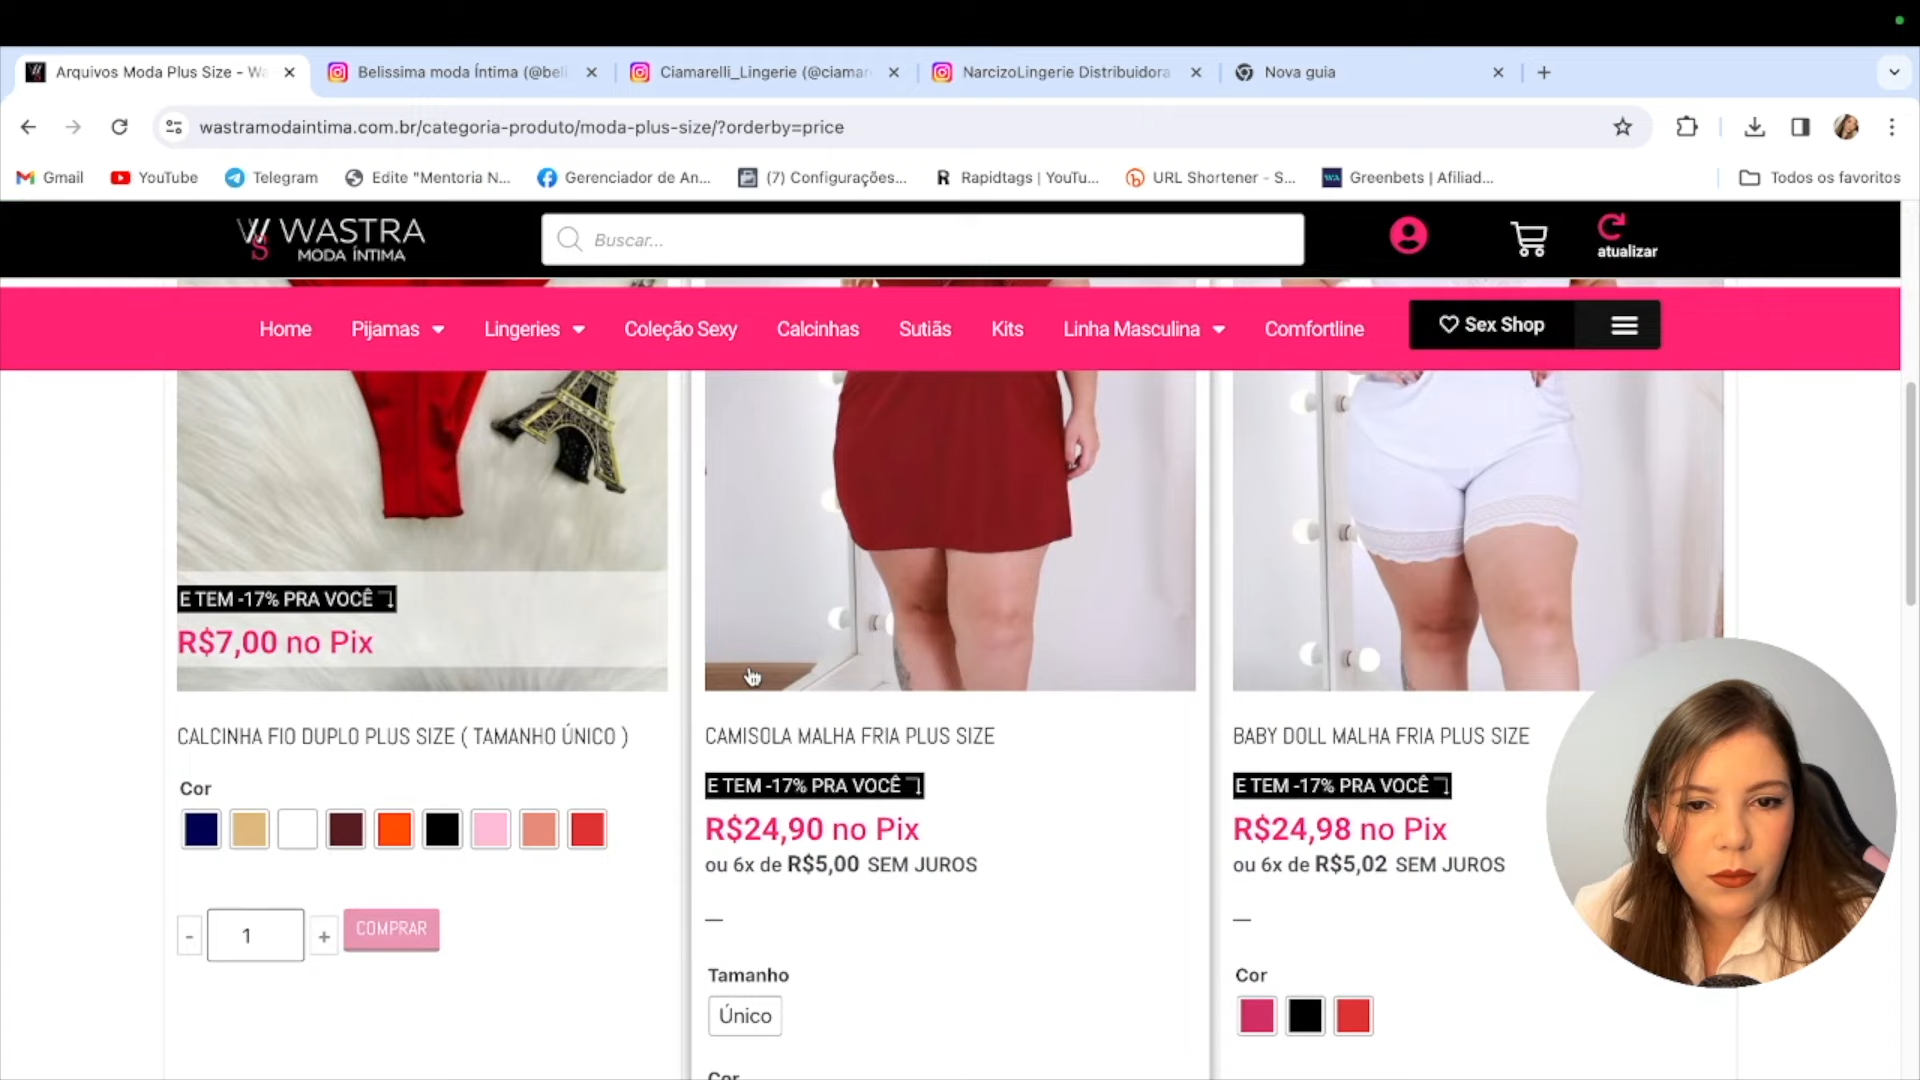 Arquivos Moda Plus Size - Wa
Belissima moda Íntima (@beli
Ciamarelli_Lingerie (@ciamar
NarcizoLingerie Distribuidora
Nova guia
wastramodaintima.com.br/categoria-produto/moda-plus-size/?orderby=price
Gmail
YouTube
Telegram
Edite "Mentoria N...
Gerenciador de An...
(7) Configurações...
Rapidtags | YouTu...
URL Shortener - S...
Greenbets | Afiliad...
Todos os favoritos
WS WASTRA
MODA ÍNTIMA
Buscar...
atualizar
Home
Pijamas
Lingeries
Coleção Sexy
Calcinhas
Sutiãs
Kits
Linha Masculina
Comfortline
Sex Shop
E TEM -17% PRA VOCÊ
R$7,00 no Pix
CALCINHA FIO DUPLO PLUS SIZE ( TAMANHO ÚNICO )
Cor
- 1 + COMPRAR
CAMISOLA MALHA FRIA PLUS SIZE
E TEM -17% PRA VOCÊ
R$24,90 no Pix
ou 6x de R$5,00 SEM JUROS
—
Tamanho
Único
Cor
BABY DOLL MALHA FRIA PLUS SIZE
E TEM -17% PRA VOCÊ
R$24,98 no Pix
ou 6x de R$5,02 SEM JUROS
—
Cor